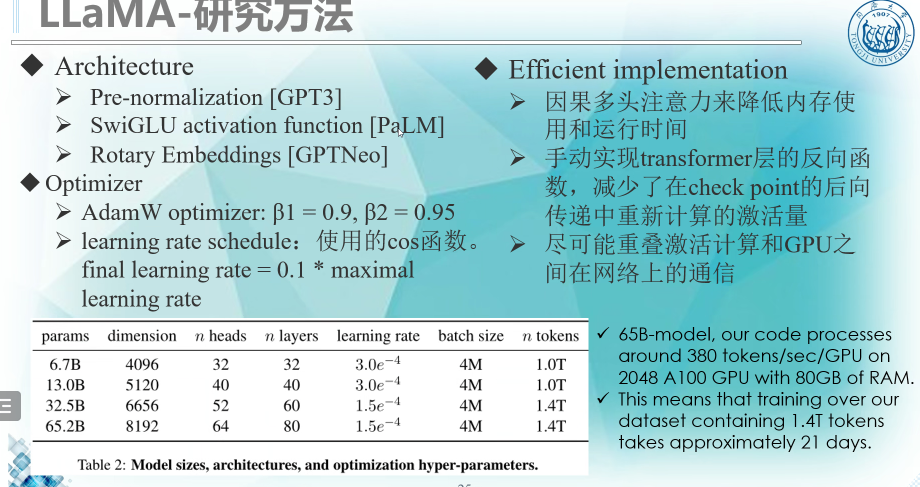 LLaMA-研究方法
◆ Architecture
➢ Pre-normalization [GPT3]
➢ SwiGLU activation function [PaLM]
➢ Rotary Embeddings [GPTNeo]
◆ Optimizer
➢ AdamW optimizer: β1 = 0.9, β2 = 0.95
➢ learning rate schedule：使用的cos函数。
final learning rate = 0.1 * maximal
learning rate
◆ Efficient implementation
➢ 因果多头注意力来降低内存使
用和运行时间
➢ 手动实现transformer层的反向函
数，减少了在check point的后向
传递中重新计算的激活量
➢ 尽可能重叠激活计算和GPU之
间在网络上的通信
params dimension n heads n layers learning rate batch size n tokens
6.7B 4096 32 32 3.0e⁻⁴ 4M 1.0T
13.0B 5120 40 40 3.0e⁻⁴ 4M 1.0T
32.5B 6656 52 60 1.5e⁻⁴ 4M 1.4T
65.2B 8192 64 80 1.5e⁻⁴ 4M 1.4T
Table 2: Model sizes, architectures, and optimization hyper-parameters.
✓ 65B-model, our code processes
around 380 tokens/sec/GPU on
2048 A100 GPU with 80GB of RAM.
✓ This means that training over our
dataset containing 1.4T tokens
takes approximately 21 days.
1907
TONGJI UNIVERSITY